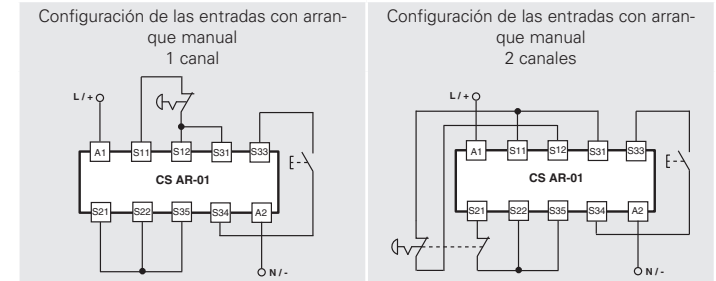 Configuración de las entradas con arran-
que manual
1 canal
L / +
A1 S11 S12 S31 S33
CS AR-01
S21 S22 S35 S34 A2
N / -
Configuración de las entradas con arran-
que manual
2 canales
L / +
A1 S11 S12 S31 S33
CS AR-01
S21 S22 S35 S34 A2
N / -